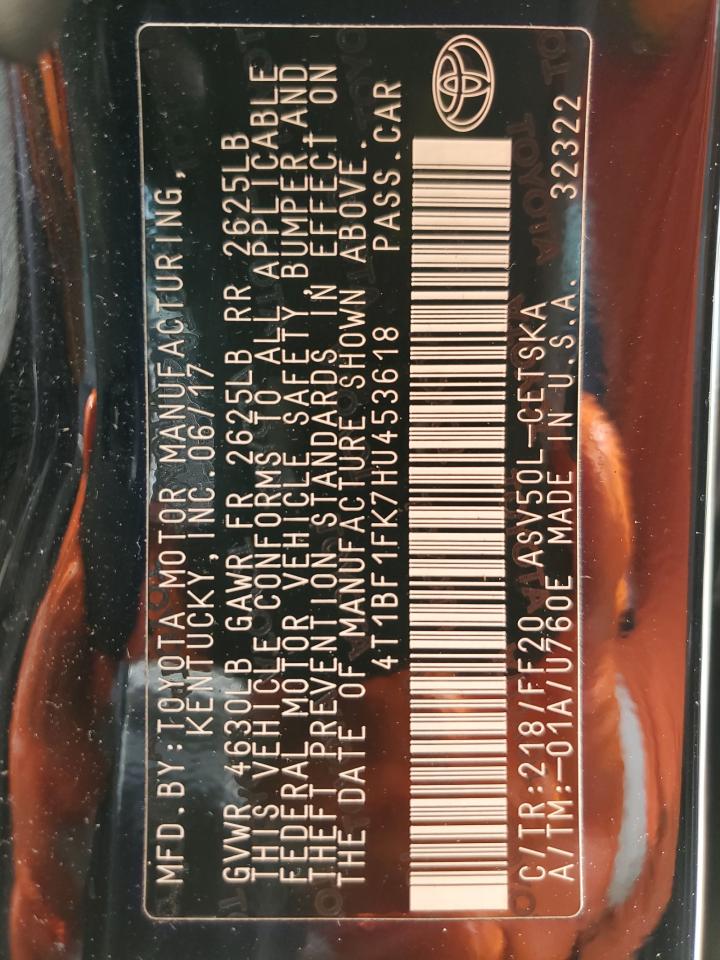 MFD.BY:TOYOTA MOTOR MANUFACTURING,
KENTUCKY,INC.06/17
GVWR 4630LB GAWR FR 2625LB RR 2625LB
THIS VEHICLE CONFORMS TO ALL APPLICABLE
FEDERAL MOTOR VEHICLE SAFETY, BUMPER,AND
THEFT PREVENTION STANDARDS IN EFFECT ON
THE DATE OF MANUFACTURE SHOWN ABOVE.
4T1BF1FK7HU453618 PASS.CAR
C/TR:218/FF20 ASV50L-CETSKA
A/TM:-01A/U760E MADE IN U.S.A. 32322